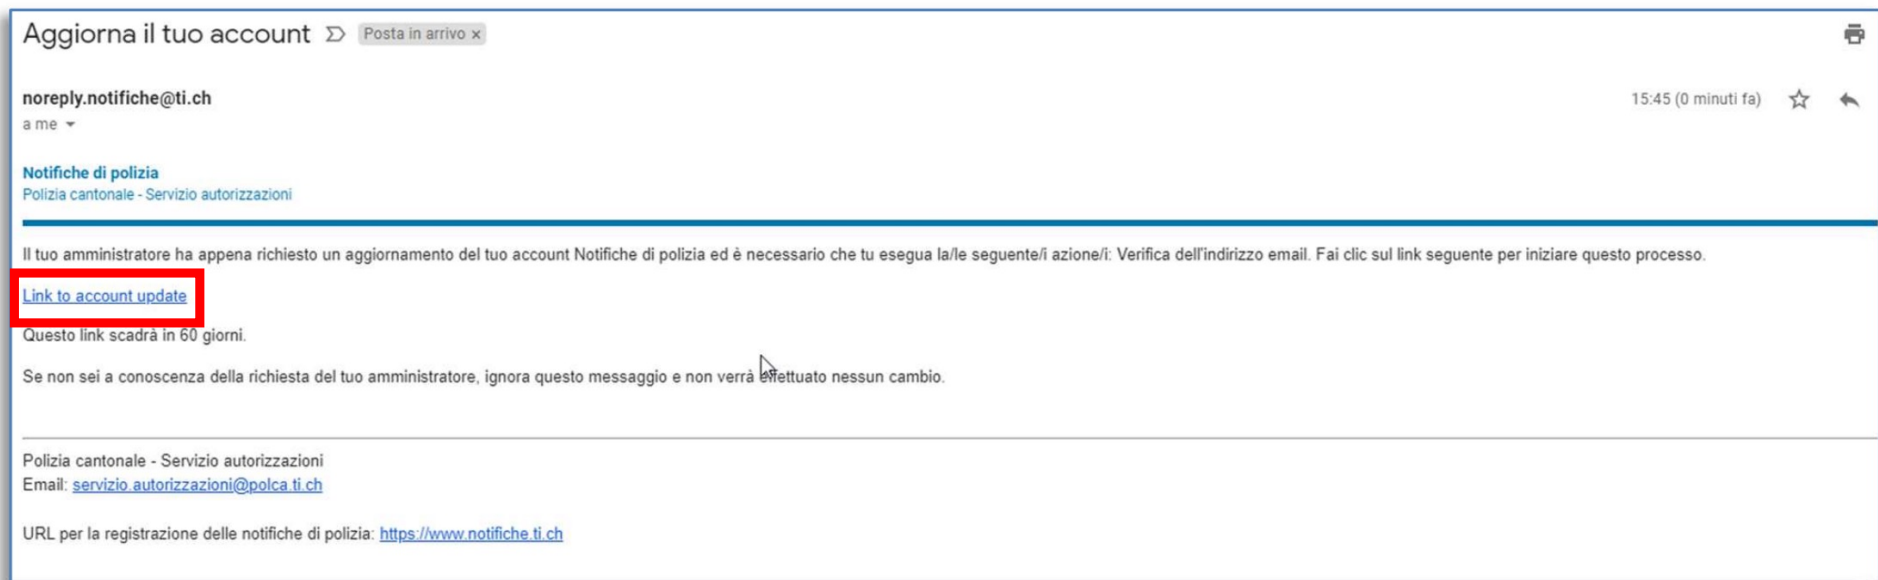 Aggiorna il tuo account Posta in arrivo x
noreply.notifiche@ti.ch 15:45 (0 minuti fa)
a me
Notifiche di polizia
Polizia cantonale - Servizio autorizzazioni
Il tuo amministratore ha appena richiesto un aggiornamento del tuo account Notifiche di polizia ed è necessario che tu esegua la/le seguente/i azione/i: Verifica dell'indirizzo email. Fai clic sul link seguente per iniziare questo processo.
Link to account update
Questo link scadrà in 60 giorni.
Se non sei a conoscenza della richiesta del tuo amministratore, ignora questo messaggio e non verrà effettuato nessun cambio.
Polizia cantonale - Servizio autorizzazioni
Email: servizio.autorizzazioni@polca.ti.ch
URL per la registrazione delle notifiche di polizia: https://www.notifiche.ti.ch